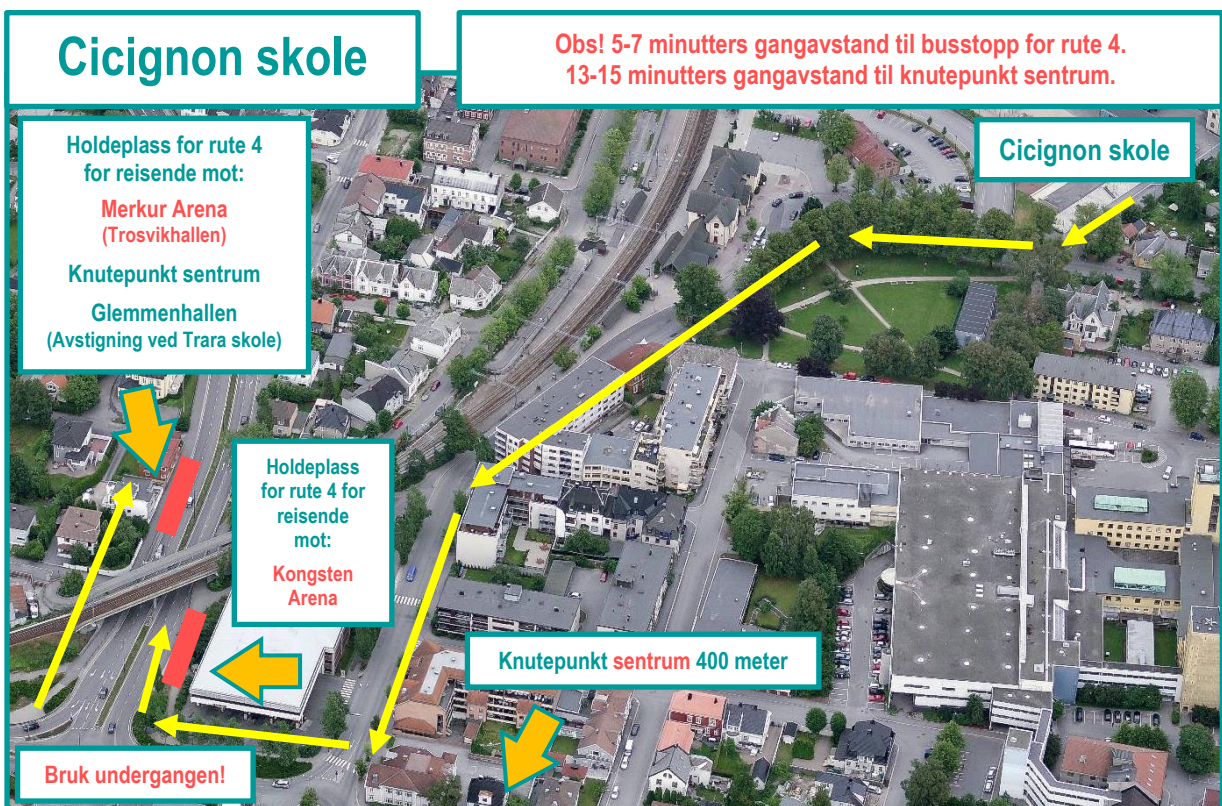 Cicignon skole
Obs! 5-7 minutters gangavstand til busstopp for rute 4.
13-15 minutters gangavstand til knutepunkt sentrum.
Holdeplass for rute 4
for reisende mot:
Merkur Arena
(Trosvikhallen)
Knutepunkt sentrum
Glemmenhallen
(Avstigning ved Trara skole)
Cicignon skole
Holdeplass
for rute 4 for
reisende
mot:
Kongsten
Arena
Knutepunkt sentrum 400 meter
Bruk undergangen!